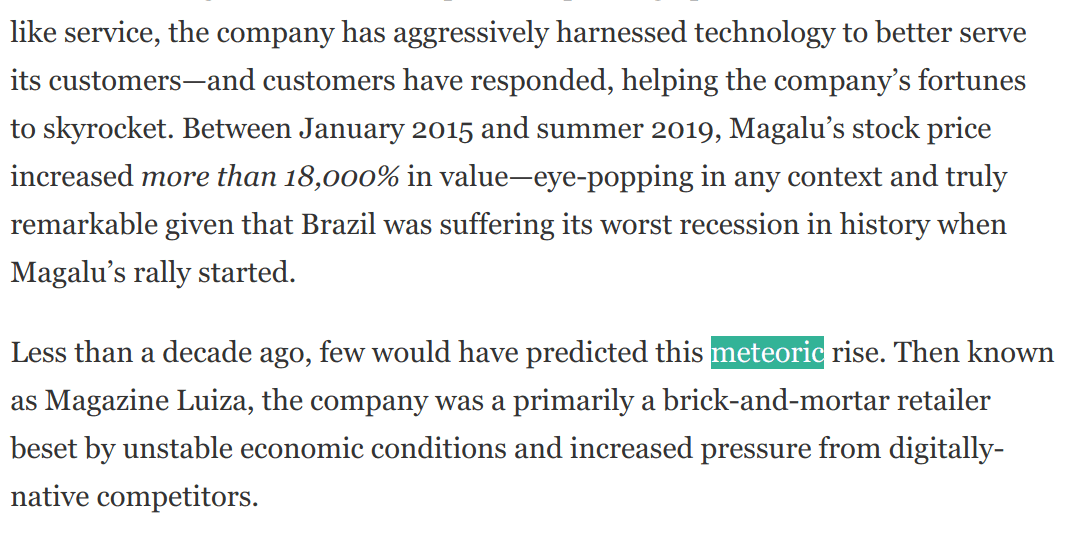 like service, the company has aggressively harnessed technology to better serve
its customers—and customers have responded, helping the company’s fortunes
to skyrocket. Between January 2015 and summer 2019, Magalu’s stock price
increased more than 18,000% in value—eye-popping in any context and truly
remarkable given that Brazil was suffering its worst recession in history when
Magalu’s rally started.
Less than a decade ago, few would have predicted this meteoric rise. Then known
as Magazine Luiza, the company was a primarily a brick-and-mortar retailer
beset by unstable economic conditions and increased pressure from digitally-
native competitors.